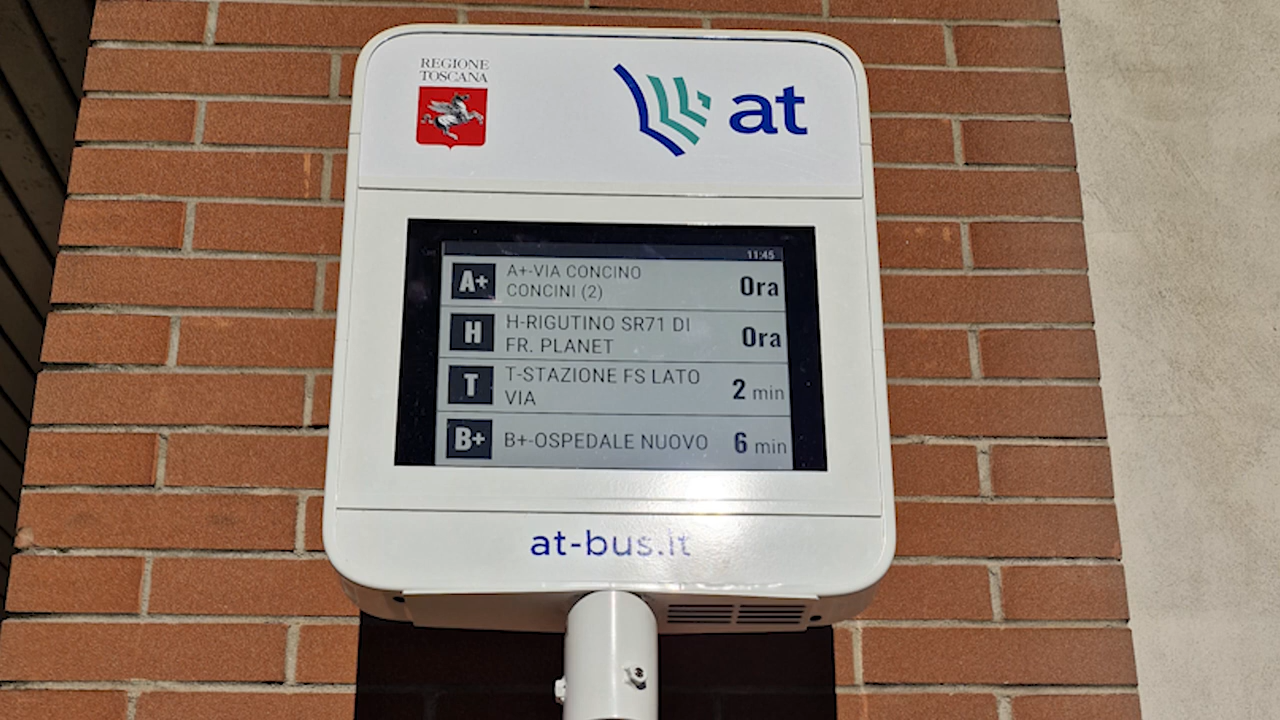 REGIONE
TOSCANA
at
11:45
A+ A+-VIA CONCINO
CONCINI (2) Ora
H H-RIGUTINO SR71 DI
FR. PLANET Ora
T T-STAZIONE FS LATO
VIA 2 min
B+ B+-OSPEDALE NUOVO 6 min
at-bus.it